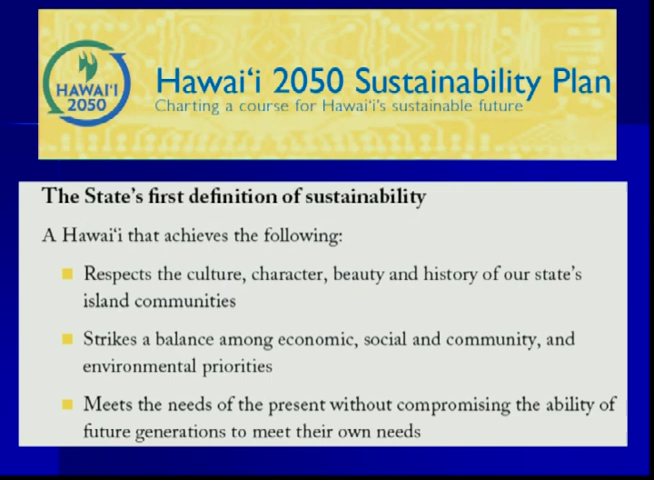 HAWAI'I
2050
Hawai‘i 2050 Sustainability Plan
Charting a course for Hawai‘i's sustainable future
The State's first definition of sustainability
A Hawai‘i that achieves the following:
Respects the culture, character, beauty and history of our state's
island communities
Strikes a balance among economic, social and community, and
environmental priorities
Meets the needs of the present without compromising the ability of
future generations to meet their own needs